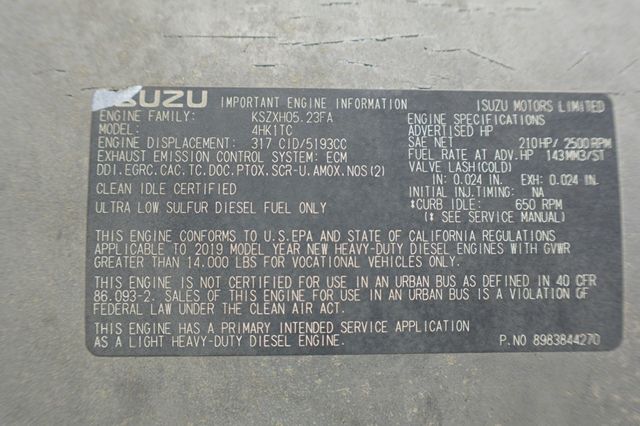 ISUZU IMPORTANT ENGINE INFORMATION ISUZU MOTORS LIMITED
ENGINE FAMILY: KSZXH05.23FA
MODEL: 4HK1TC
ENGINE DISPLACEMENT: 317 CID/5193CC
EXHAUST EMISSION CONTROL SYSTEM: ECM
DDI.EGRC.CAC.TC.DOC.PTOX.SCR-U.AMOX.NOS(2)
CLEAN IDLE CERTIFIED
ULTRA LOW SULFUR DIESEL FUEL ONLY
ENGINE SPECIFICATIONS
ADVERTISED HP
SAE NET 210HP/2500RPM
FUEL RATE AT ADV.HP 143MM3/ST
VALVE LASH(COLD)
IN: 0.024 IN. EXH: 0.024 IN.
INITIAL INJ.TIMING: NA
*CURB IDLE: 650 RPM
(* SEE SERVICE MANUAL)
THIS ENGINE CONFORMS TO U.S.EPA AND STATE OF CALIFORNIA REGULATIONS
APPLICABLE TO 2019 MODEL YEAR NEW HEAVY-DUTY DIESEL ENGINES WITH GVWR
GREATER THAN 14.000 LBS FOR VOCATIONAL VEHICLES ONLY.
THIS ENGINE IS NOT CERTIFIED FOR USE IN AN URBAN BUS AS DEFINED IN 40 CFR
86.093-2. SALES OF THIS ENGINE FOR USE IN AN URBAN BUS IS A VIOLATION OF
FEDERAL LAW UNDER THE CLEAN AIR ACT.
THIS ENGINE HAS A PRIMARY INTENDED SERVICE APPLICATION
AS A LIGHT HEAVY-DUTY DIESEL ENGINE.
P.NO 8983844270